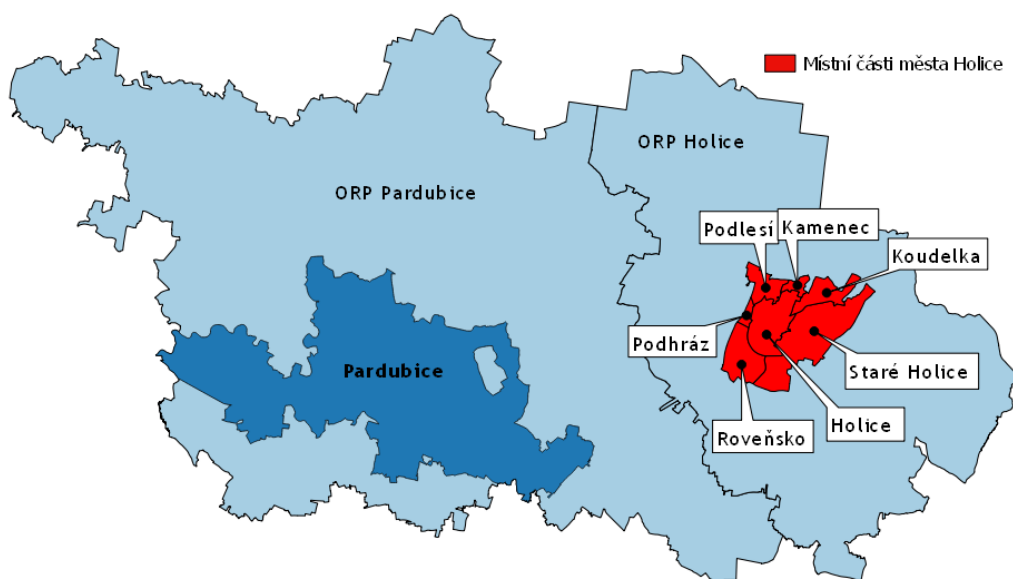 Místní části města Holice
ORP Holice
ORP Pardubice
Podlesí
Kamenec
Koudelka
Podhráz
Pardubice
Staré Holice
Holice
Roveňsko